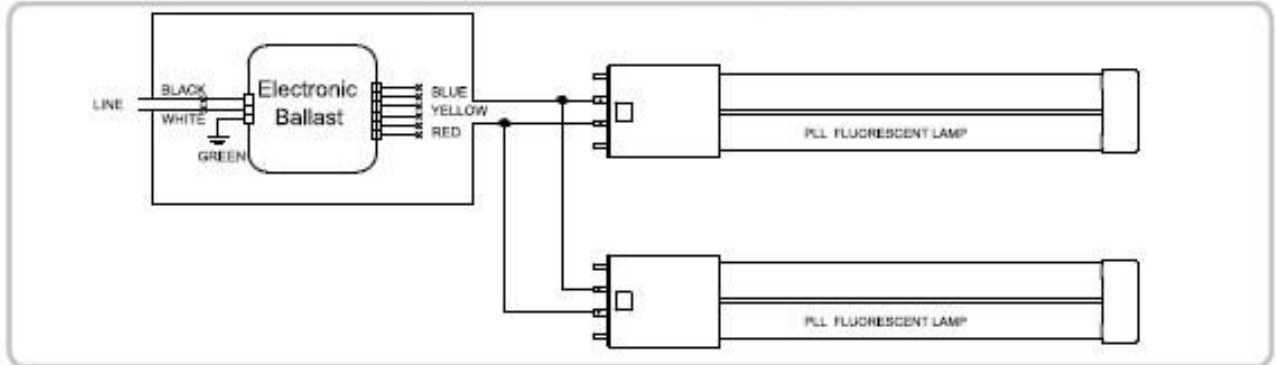 Electronic
Ballast
LINE
BLACK
WHITE
GREEN
BLUE
YELLOW
RED
PLL FLUORESCENT LAMP
PLL FLUORESCENT LAMP